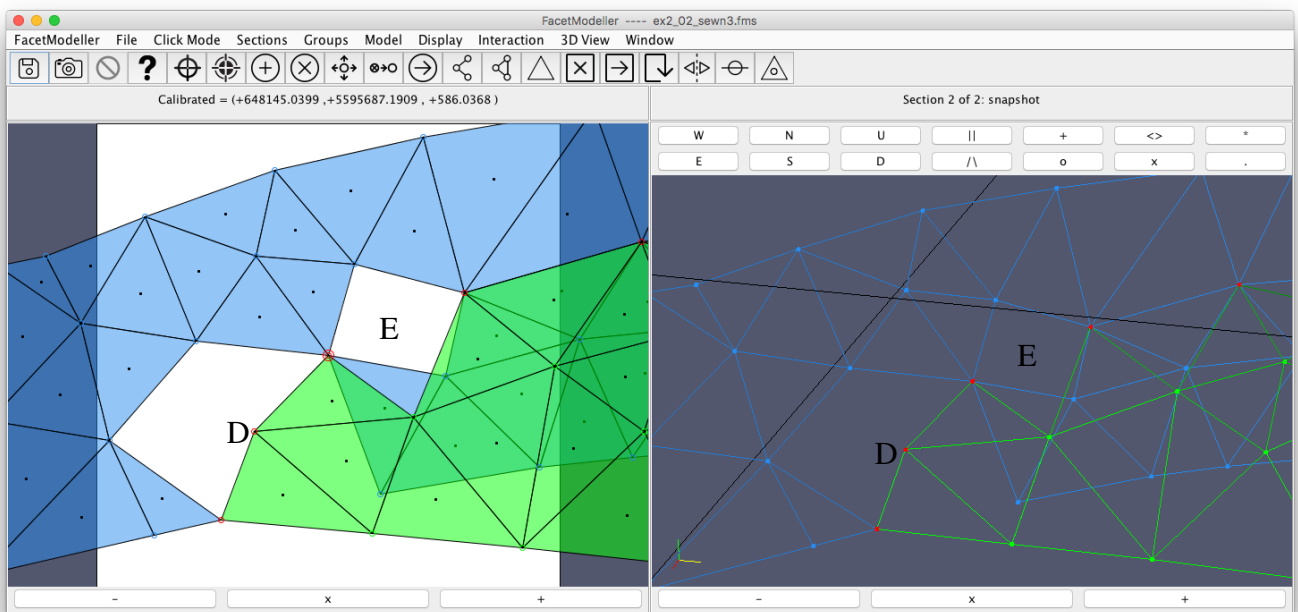 FacetModeller ---- ex2_02_sewn3.fms
FacetModeller File Click Mode Sections Groups Model Display Interaction 3D View Window
?
Calibrated = (+648145.0399 ,+5595687.1909 , +586.0368 )
Section 2 of 2: snapshot
W N U || + <> *
E S D /\ o x .
E
D
E
D
- x +
- x +